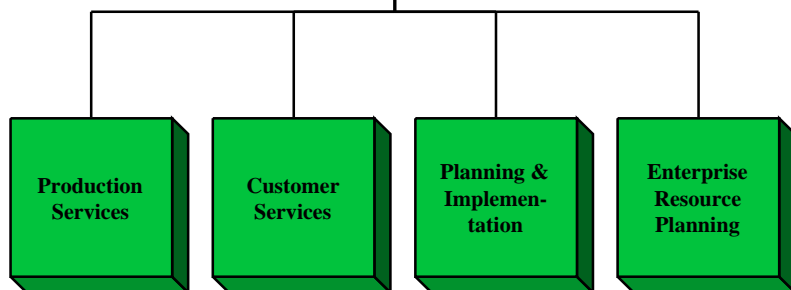 Production
Services
Customer
Services
Planning &
Implemen-
tation
Enterprise
Resource
Planning